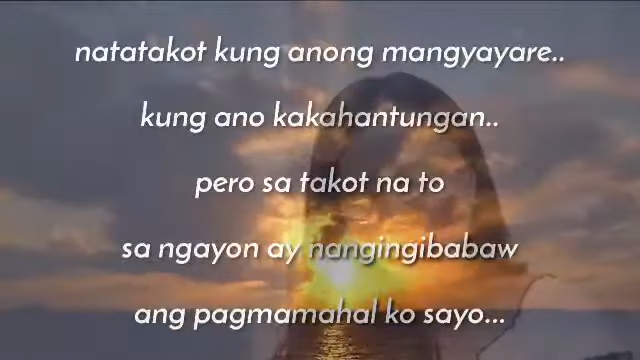 natatakot kung anong mangyayare..
kung ano kakahantungan..
pero sa takot na to
sa ngayon ay nangingibabaw
ang pagmamahal ko sayo...